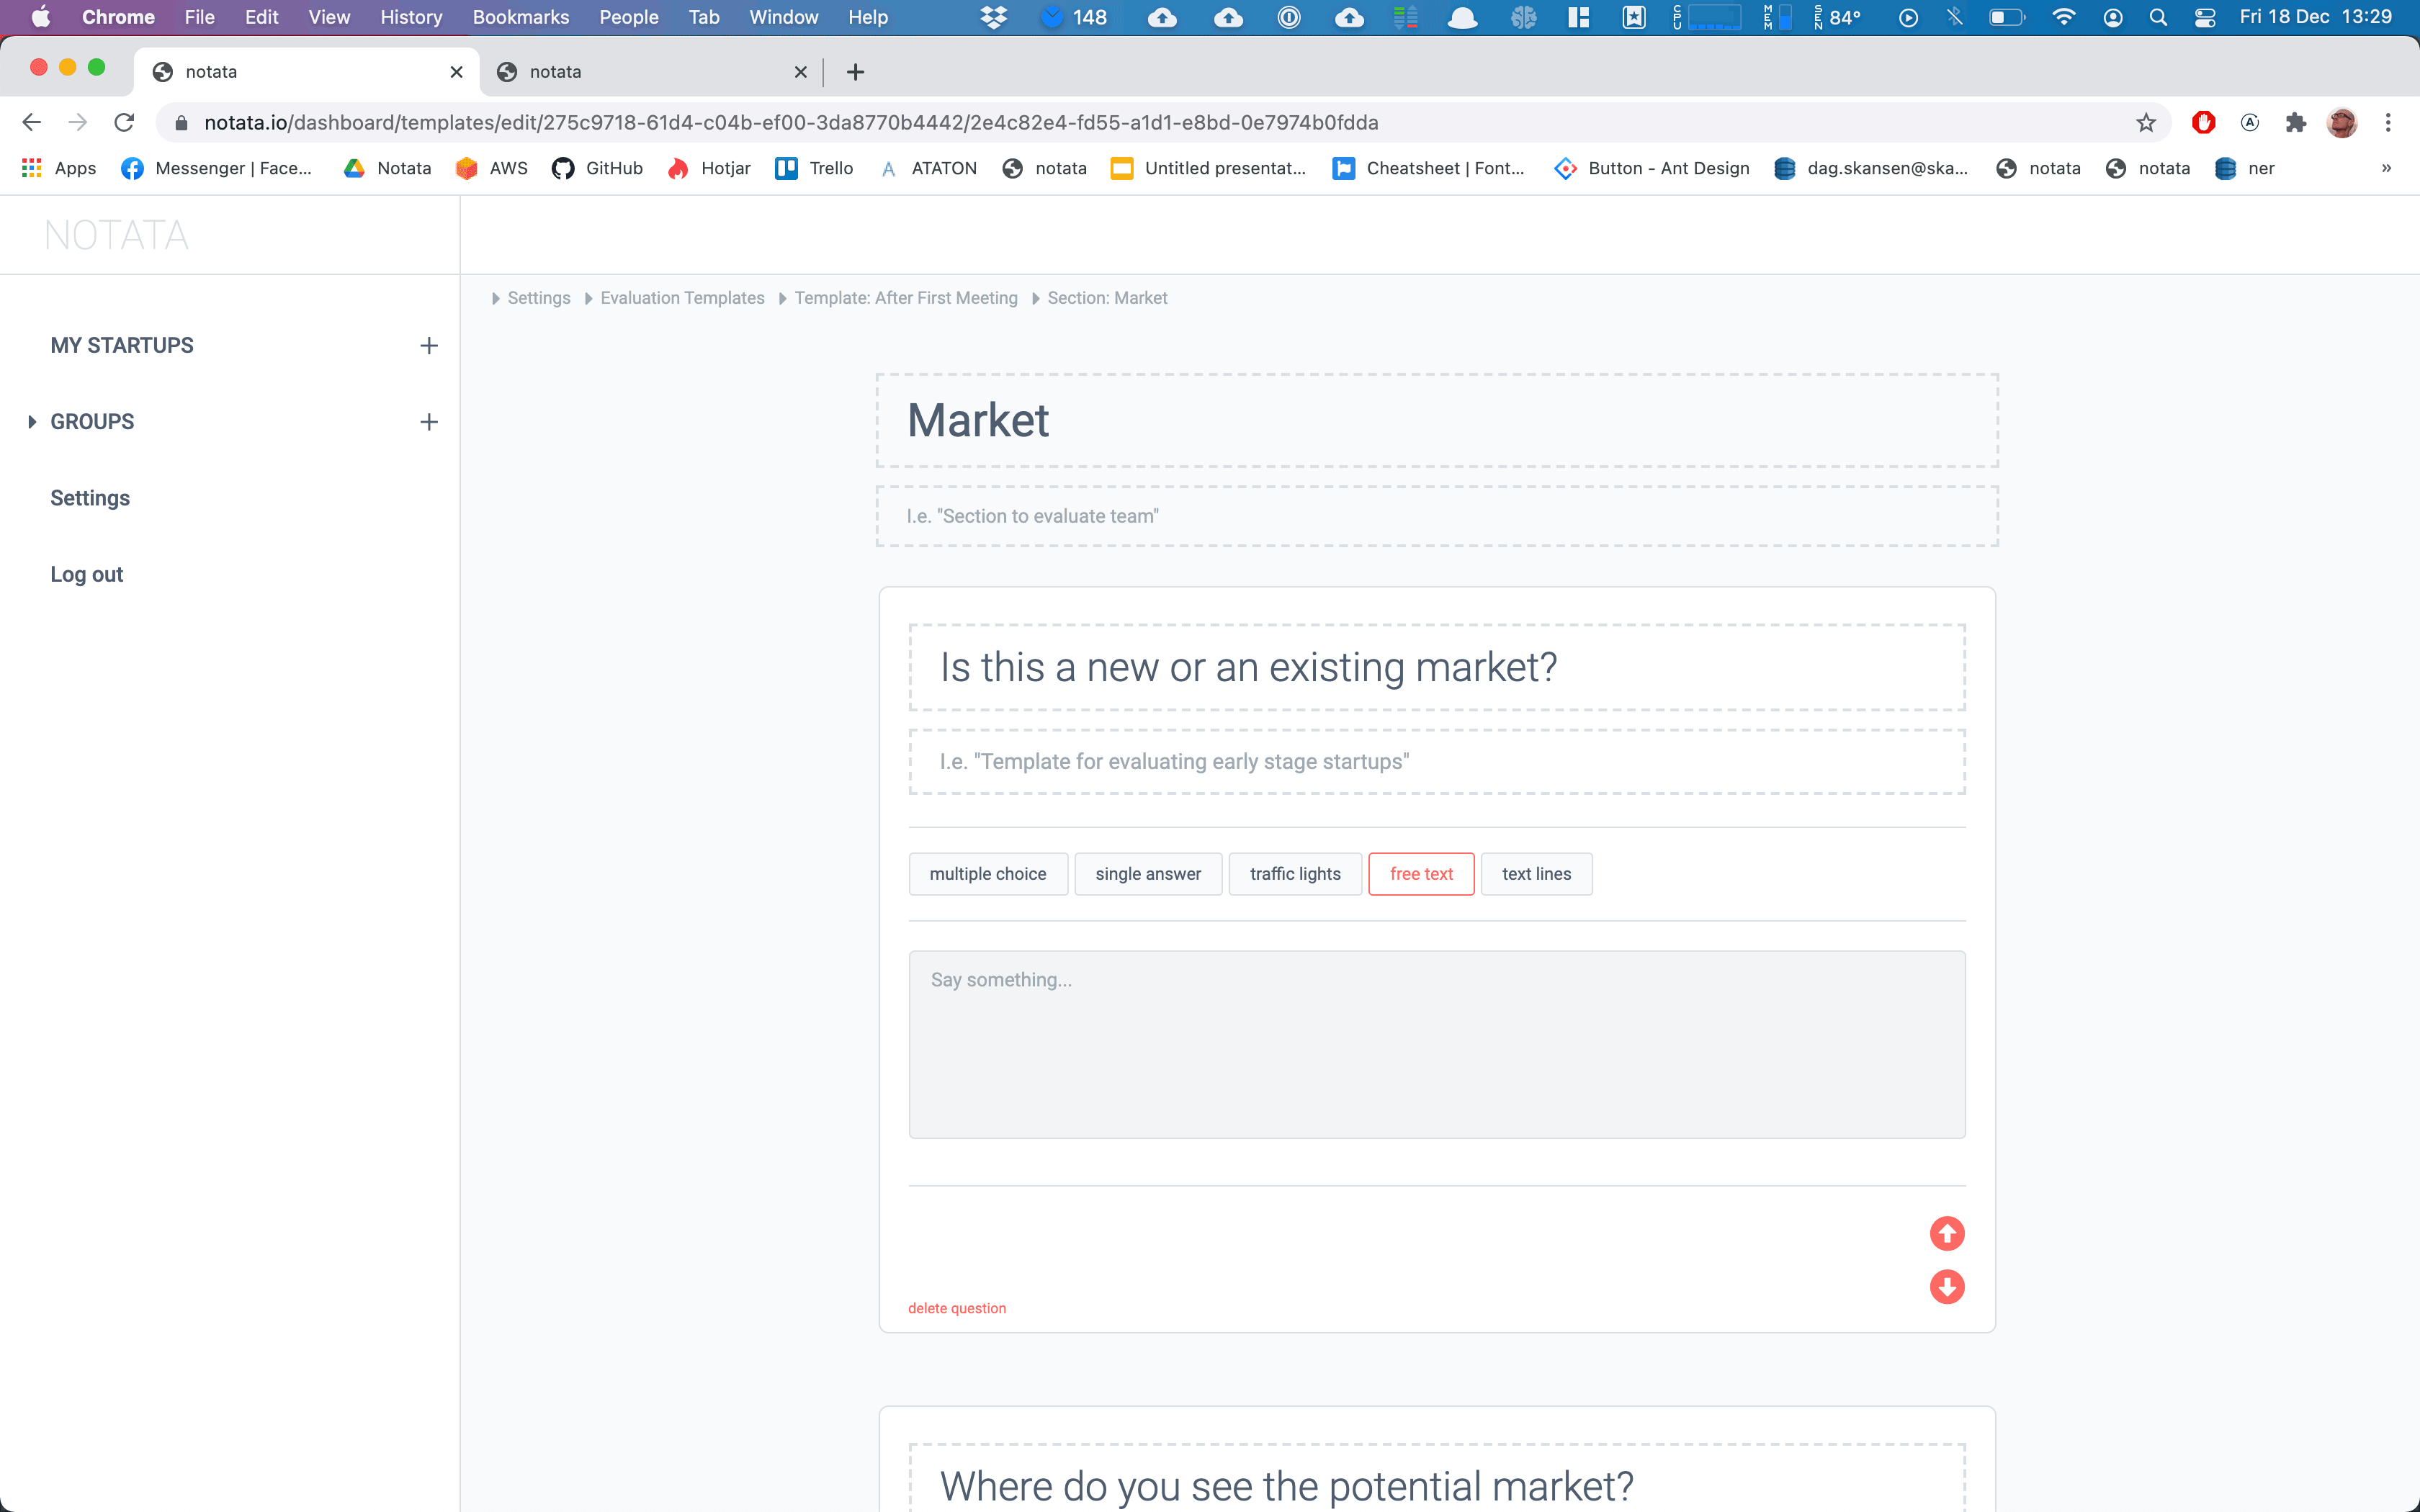 Chrome File Edit View History Bookmarks People Tab Window Help 148 CPU MEM SEN 84° Fri 18 Dec 13:29
notata notata
notata.io/dashboard/templates/edit/275c9718-61d4-c04b-ef00-3da8770b4442/2e4c82e4-fd55-a1d1-e8bd-0e7974b0fdda
Apps Messenger | Face... Notata AWS GitHub Hotjar Trello ATATON notata Untitled presentat... Cheatsheet | Font... Button - Ant Design dag.skansen@ska... notata notata ner »
NOTATA
Settings Evaluation Templates Template: After First Meeting Section: Market
MY STARTUPS
GROUPS
Settings
Log out
Market
I.e. "Section to evaluate team"
Is this a new or an existing market?
I.e. "Template for evaluating early stage startups"
multiple choice single answer traffic lights free text text lines
Say something...
delete question
Where do you see the potential market?